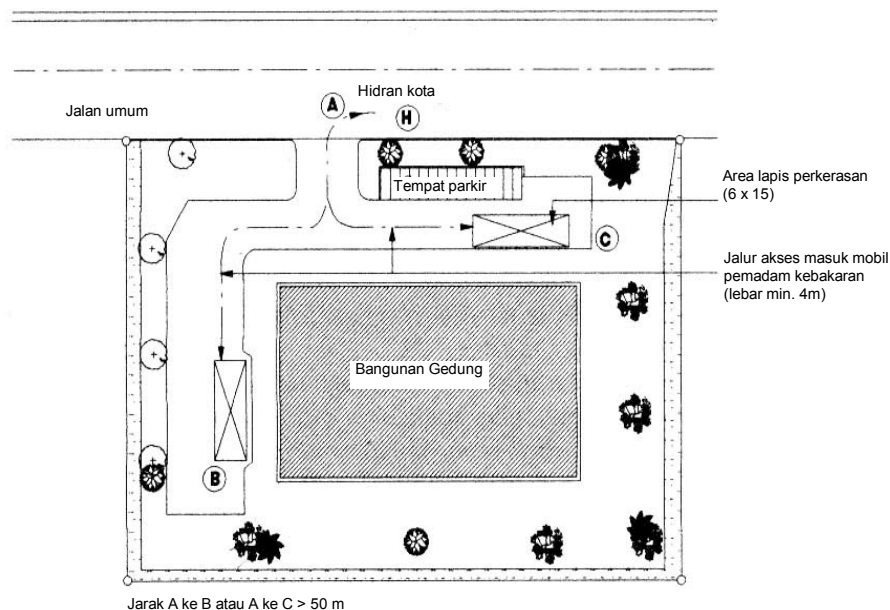 Hidran kota
A
H
Jalan umum
Tempat parkir
Area lapis perkerasan
(6 x 15)
C
Jalur akses masuk mobil
pemadam kebakaran
(lebar min. 4m)
Bangunan Gedung
B
Jarak A ke B atau A ke C > 50 m